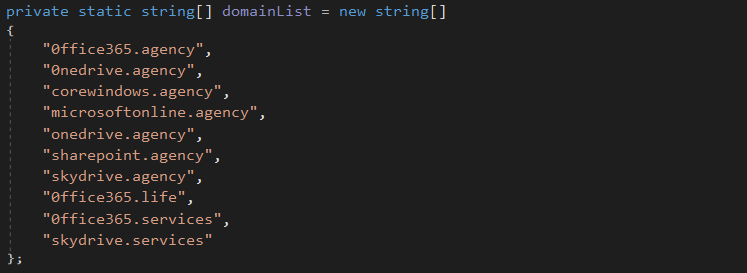 private static string[] domainList = new string[]
{
"0ffice365.agency",
"0nedrive.agency",
"corewindows.agency",
"microsoftonline.agency",
"onedrive.agency",
"sharepoint.agency",
"skydrive.agency",
"0ffice365.life",
"0ffice365.services",
"skydrive.services"
};